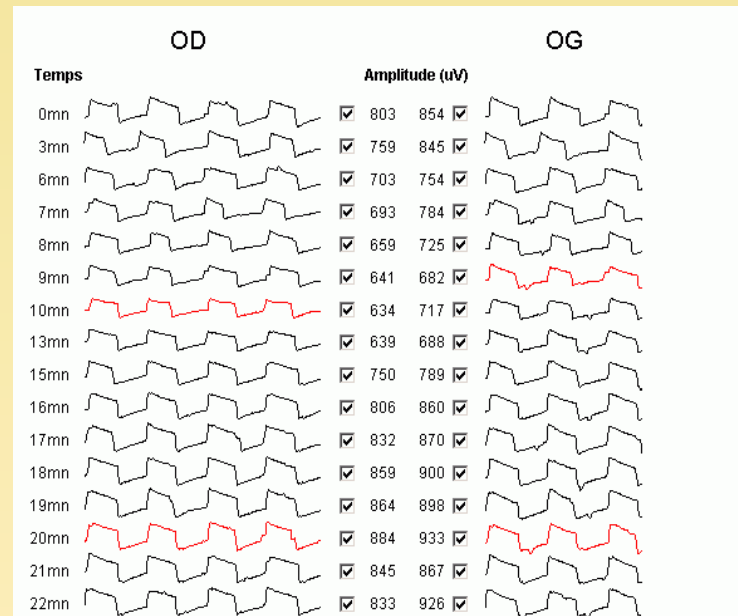 OD OG
Temps Amplitude (uV)
0mn 803 854
3mn 759 845
6mn 703 754
7mn 693 784
8mn 659 725
9mn 641 682
10mn 634 717
13mn 639 688
15mn 750 789
16mn 806 860
17mn 832 870
18mn 859 900
19mn 864 898
20mn 884 933
21mn 845 867
22mn 833 926